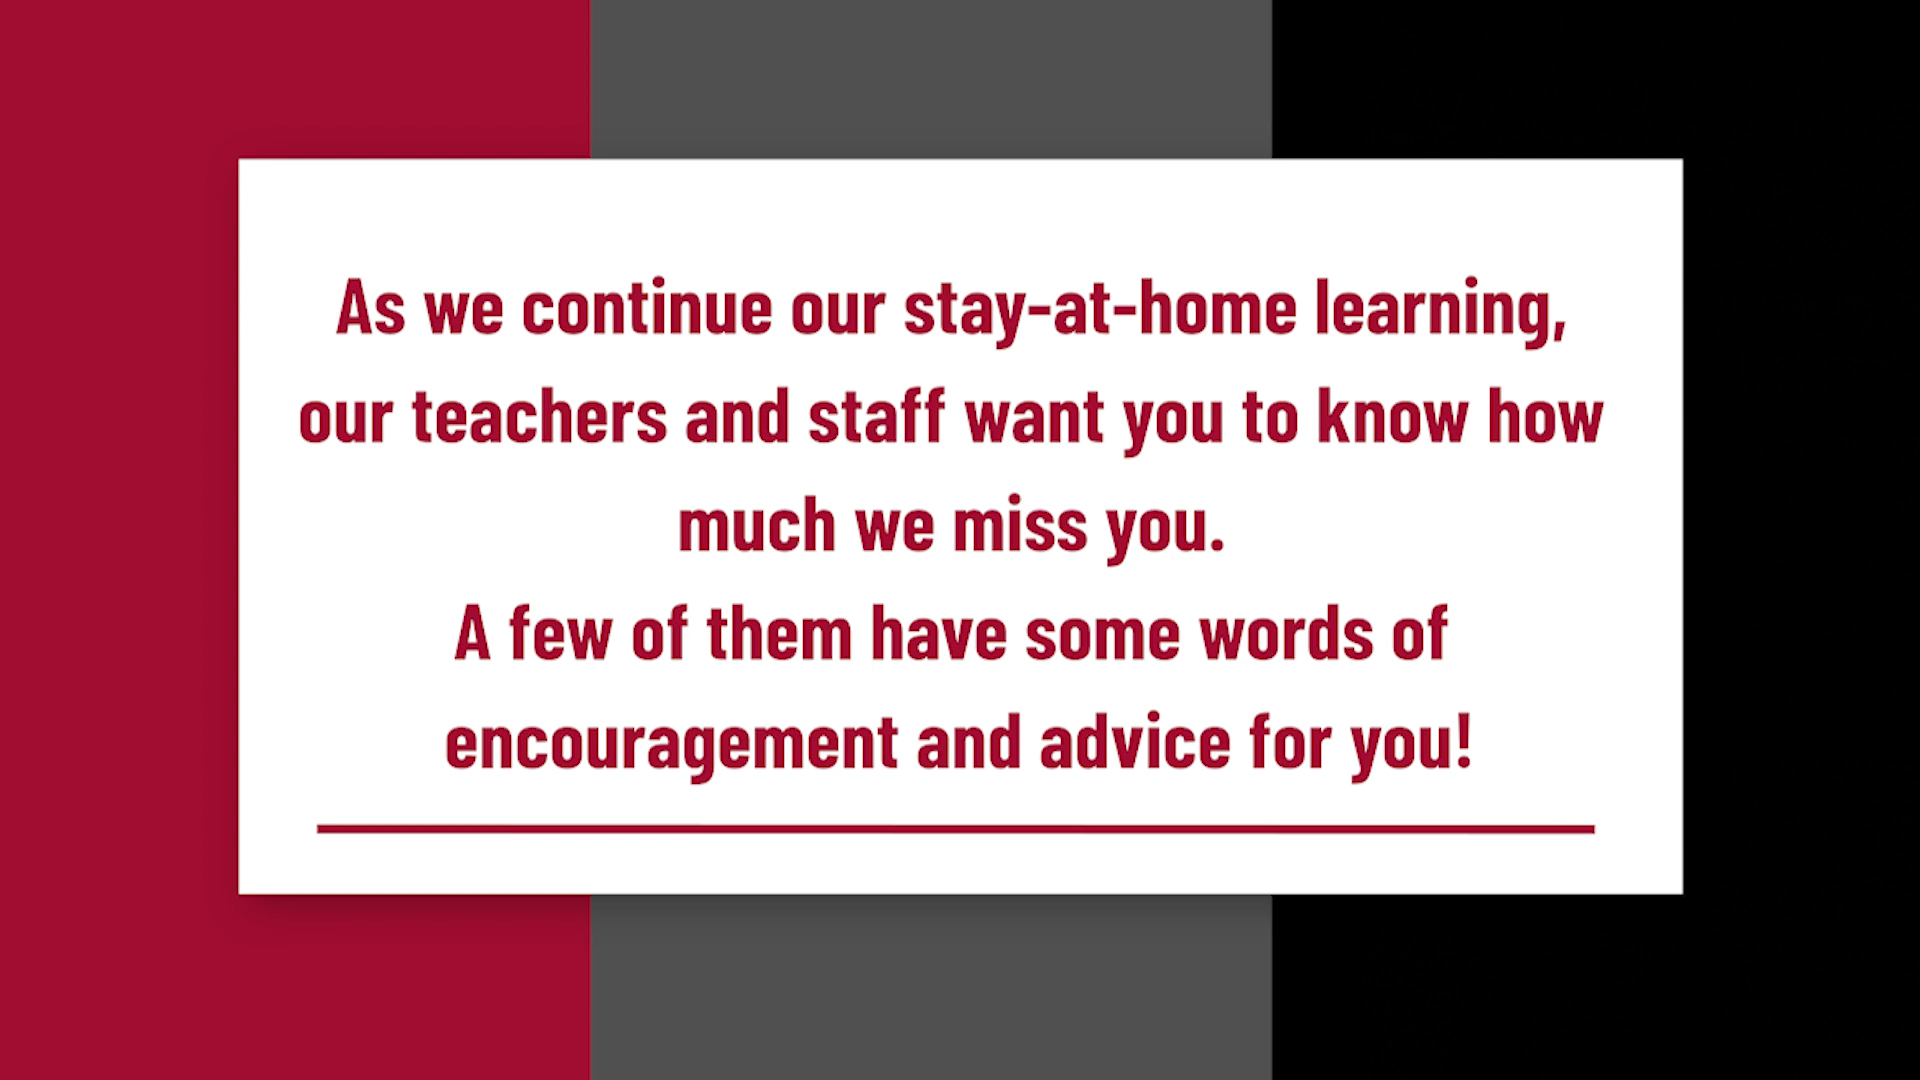 As we continue our stay-at-home learning,
our teachers and staff want you to know how
much we miss you.
A few of them have some words of
encouragement and advice for you!